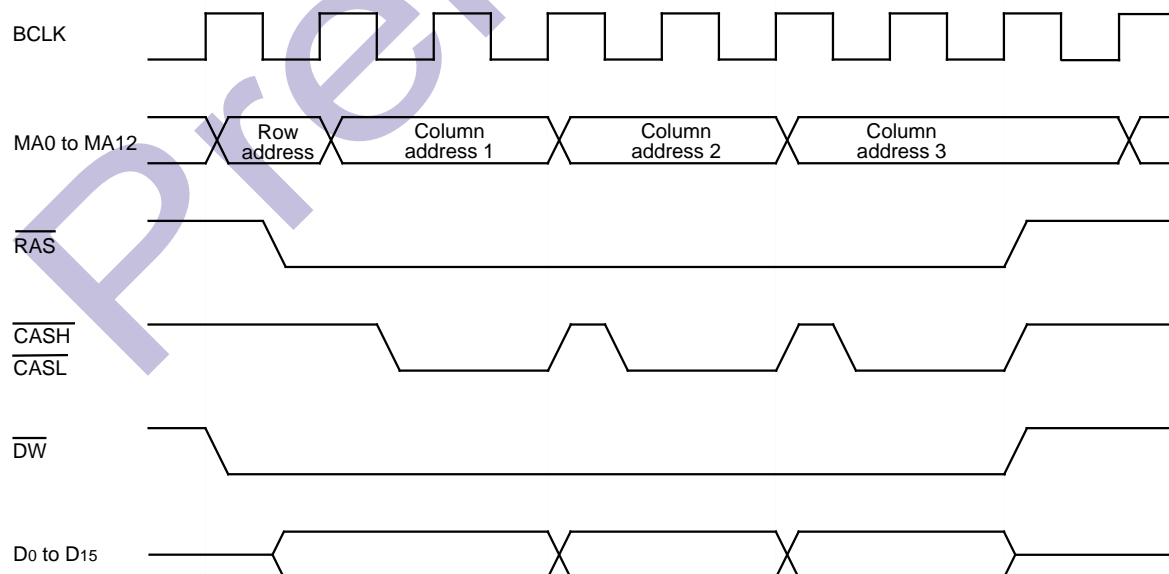 BCLK
MA0 to MA12
Row
address
Column
address 1
Column
address 2
Column
address 3
RAS
CASH
CASL
DW
D0 to D15
Pre